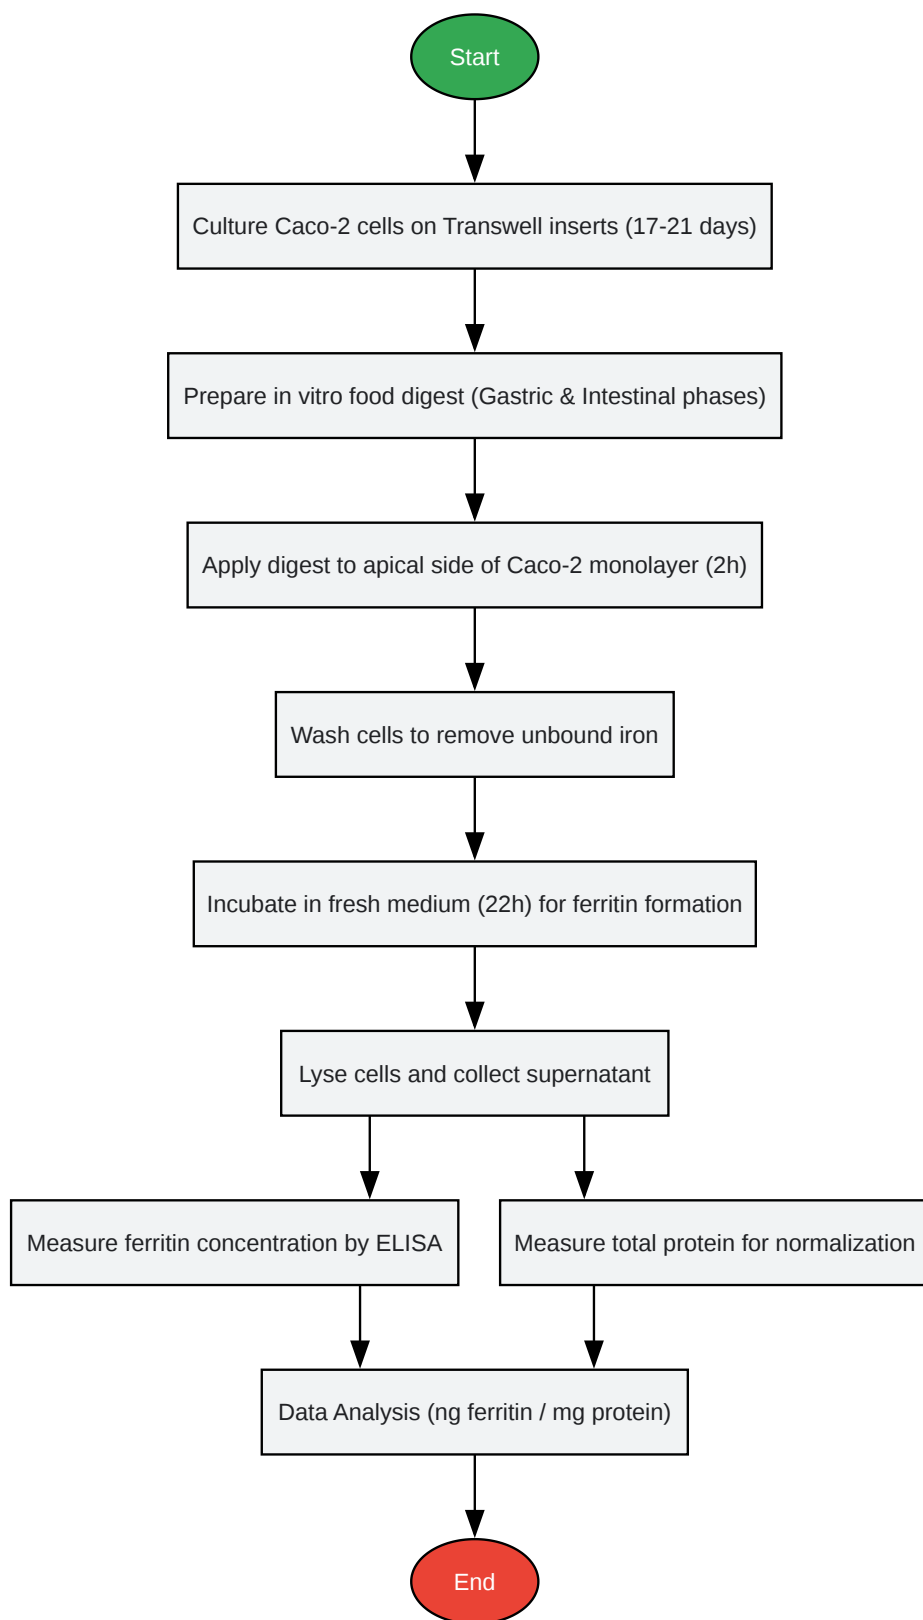 Start
Culture Caco-2 cells on Transwell inserts (17-21 days)
Prepare in vitro food digest (Gastric & Intestinal phases)
Apply digest to apical side of Caco-2 monolayer (2h)
Wash cells to remove unbound iron
Incubate in fresh medium (22h) for ferritin formation
Lyse cells and collect supernatant
Measure ferritin concentration by ELISA
Measure total protein for normalization
Data Analysis (ng ferritin / mg protein)
End